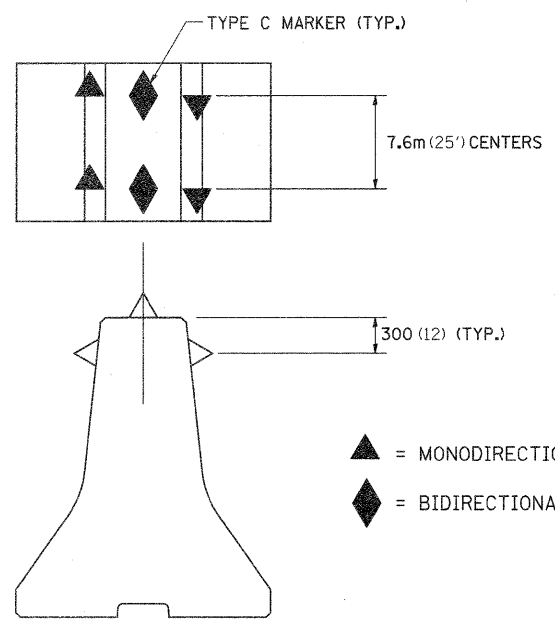 TYPE C MARKER (TYP.)
7.6m (25') CENTERS
300 (12) (TYP.)
= MONODIRECTIO
= BIDIRECTIONA